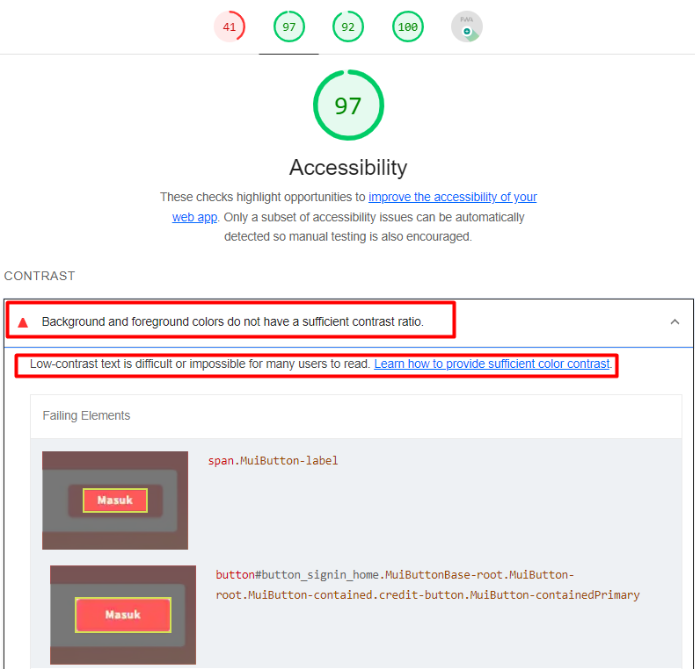 41 97 92 100 PWA
97
Accessibility
These checks highlight opportunities to improve the accessibility of your
web app. Only a subset of accessibility issues can be automatically
detected so manual testing is also encouraged.
CONTRAST
Background and foreground colors do not have a sufficient contrast ratio.
Low-contrast text is difficult or impossible for many users to read. Learn how to provide sufficient color contrast.
Failing Elements
Masuk
span.MuiButton-label
Masuk
button#button_signin_home.MuiButtonBase-root.MuiButton-
root.MuiButton-contained.credit-button.MuiButton-containedPrimary